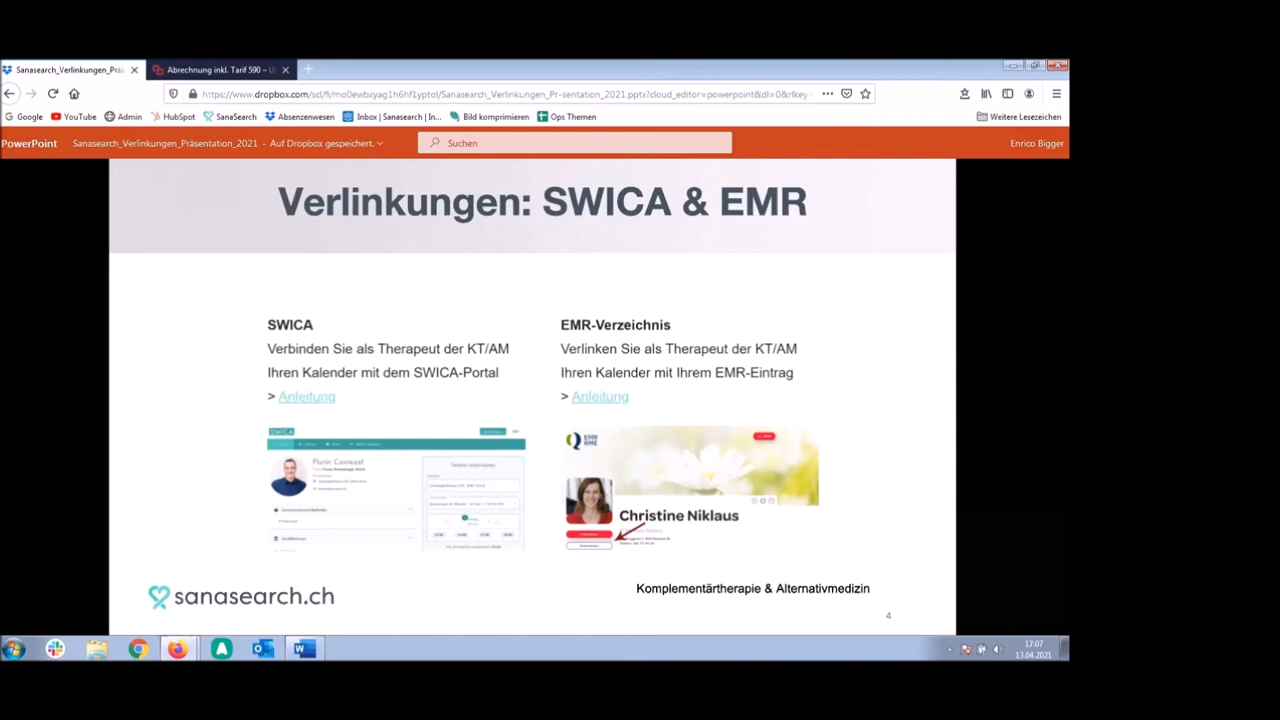 Sanasearch_Verlinkungen_Prä
Abrechnung inkl. Tarif 590 –
https://www.dropbox.com/scl/fi/mo0ewbxyag1h6hf1yptol/Sanasearch_Verlinkungen_Pr-sentation_2021.pptx?cloud_editor=powerpoint&dl=0&rlkey
Google YouTube Admin HubSpot SanaSearch Absenzenwesen Inbox | Sanasearch | In... Bild komprimieren Ops Themen Weitere Lesezeichen
PowerPoint Sanasearch_Verlinkungen_Präsentation_2021 - Auf Dropbox gespeichert. Suchen Enrico Bigger
Verlinkungen: SWICA & EMR
SWICA
Verbinden Sie als Therapeut der KT/AM
Ihren Kalender mit dem SWICA-Portal
> Anleitung
EMR-Verzeichnis
Verlinken Sie als Therapeut der KT/AM
Ihren Kalender mit Ihrem EMR-Eintrag
> Anleitung
SWICA
Flurin Caviezel
EMR
RME
Christine Niklaus
sanasearch.ch
Komplementärtherapie & Alternativmedizin
4
17:07
13.04.2021